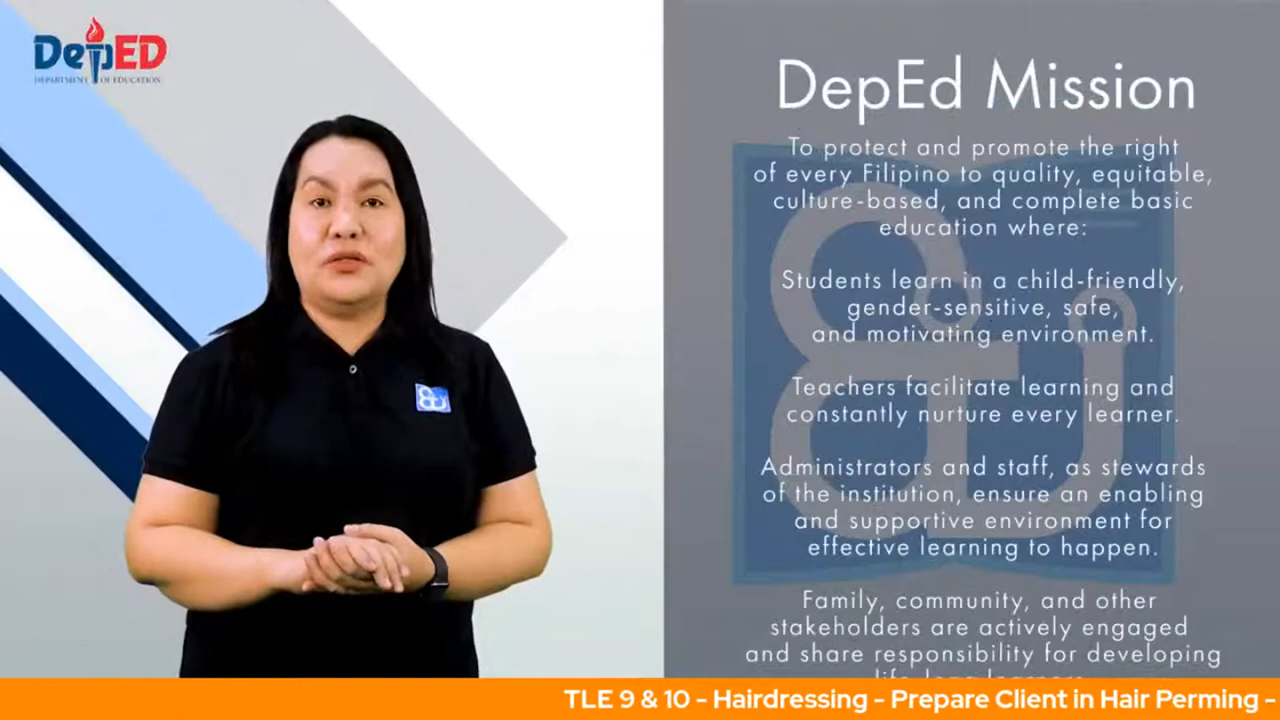 DepED
DEPARTMENT OF EDUCATION
DepEd Mission
To protect and promote the right
of every Filipino to quality, equitable,
culture-based, and complete basic
education where:
Students learn in a child-friendly,
gender-sensitive, safe,
and motivating environment.
Teachers facilitate learning and
constantly nurture every learner.
Administrators and staff, as stewards
of the institution, ensure an enabling
and supportive environment for
effective learning to happen.
Family, community, and other
stakeholders are actively engaged
and share responsibility for developing
TLE 9 & 10 - Hairdressing - Prepare Client in Hair Perming -